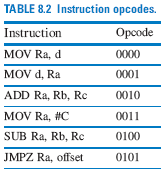 TABLE 8.2 Instruction opcodes.
Instruction Opcode
MOV Ra, d 0000
MOV d, Ra 0001
ADD Ra, Rb, Rc 0010
MOV Ra, #C 0011
SUB Ra, Rb, Rc 0100
JMPZ Ra, offset 0101